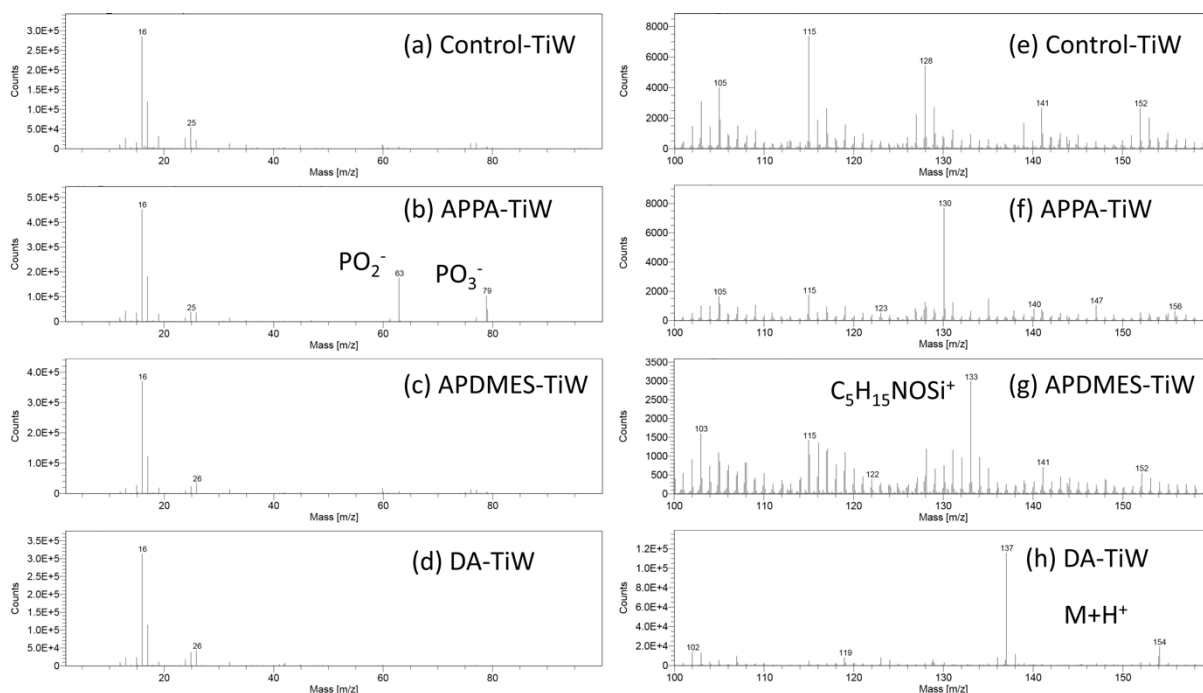 (a) Control-TiW
Counts
3.0E+5
2.5E+5
2.0E+5
1.5E+5
1.0E+5
5.0E+4
0.0E+0
16
25
20
40
60
80
Mass [m/z]
(b) APPA-TiW
Counts
5.0E+5
4.0E+5
3.0E+5
2.0E+5
1.0E+5
0.0E+0
16
25
PO₂⁻
63
PO₃⁻
79
20
40
60
80
Mass [m/z]
(c) APDMES-TiW
Counts
4.0E+5
3.0E+5
2.0E+5
1.0E+5
0.0E+0
16
26
20
40
60
80
Mass [m/z]
(d) DA-TiW
Counts
3.5E+5
3.0E+5
2.5E+5
2.0E+5
1.5E+5
1.0E+5
5.0E+4
0.0E+0
16
26
20
40
60
80
Mass [m/z]
(e) Control-TiW
Counts
8000
6000
4000
2000
0
105
115
128
141
152
100
110
120
130
140
150
Mass [m/z]
(f) APPA-TiW
Counts
8000
6000
4000
2000
0
105
115
123
130
140
147
156
100
110
120
130
140
150
Mass [m/z]
(g) APDMES-TiW
Counts
3500
3000
2500
2000
1500
1000
500
0
C₅H₁₅NOSi⁺
103
115
122
133
141
152
100
110
120
130
140
150
Mass [m/z]
(h) DA-TiW
Counts
1.2E+5
1.0E+5
8.0E+4
6.0E+4
4.0E+4
2.0E+4
0.0E+0
102
119
137
M+H⁺
154
100
110
120
130
140
150
Mass [m/z]